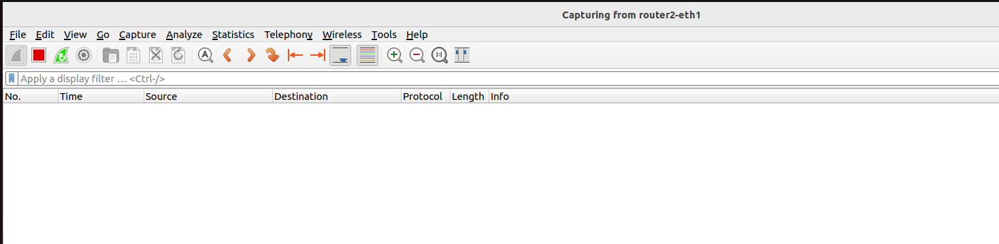 Capturing from router2-eth1
File Edit View Go Capture Analyze Statistics Telephony Wireless Tools Help
Apply a display filter … <Ctrl-/>
No. Time Source Destination Protocol Length Info